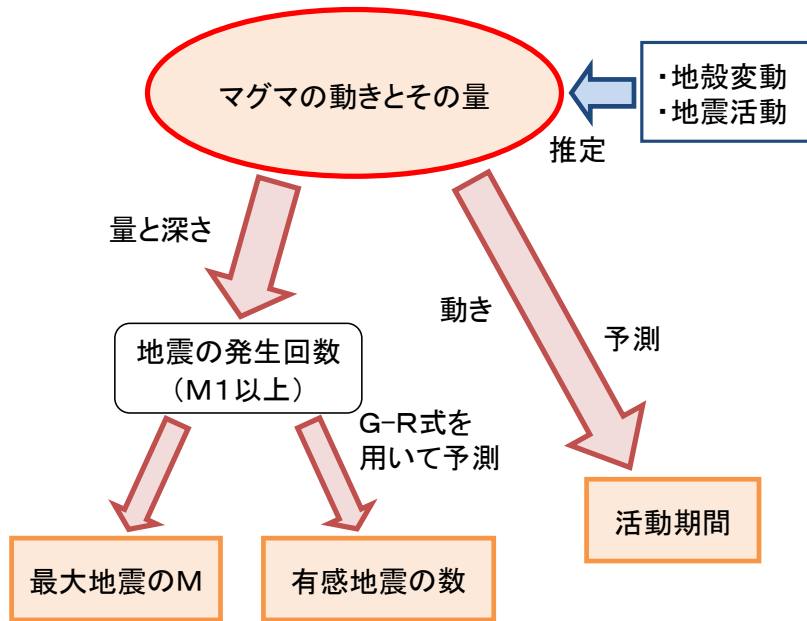 マグマの動きとその量
・地殻変動
・地震活動
推定
量と深さ
動き
予測
地震の発生回数
（Ｍ１以上）
Ｇ−Ｒ式を
用いて予測
最大地震のＭ
有感地震の数
活動期間